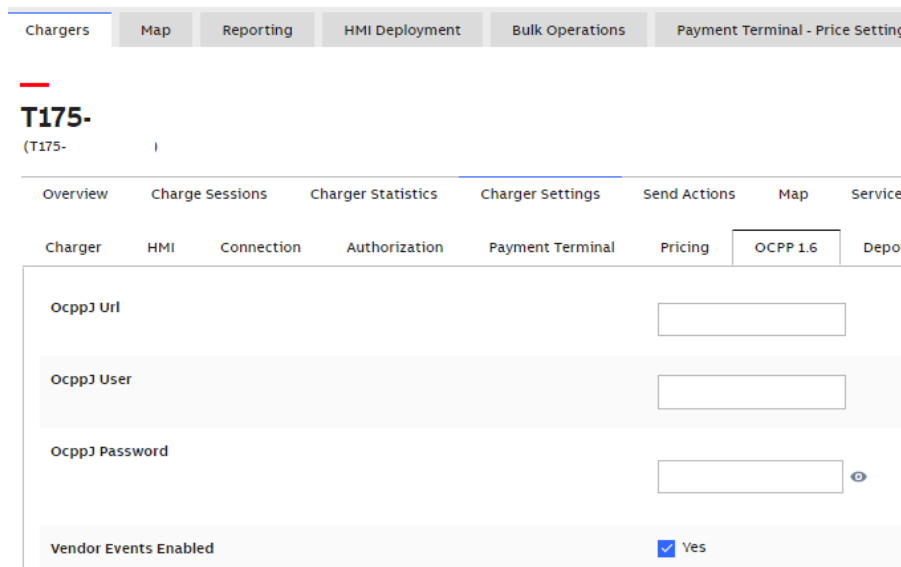 Chargers Map Reporting HMI Deployment Bulk Operations Payment Terminal - Price Setting
T175-
(T175- )
Overview Charge Sessions Charger Statistics Charger Settings Send Actions Map Service
Charger HMI Connection Authorization Payment Terminal Pricing OCPP 1.6 Depo
OcppJ Url
OcppJ User
OcppJ Password
Vendor Events Enabled Yes